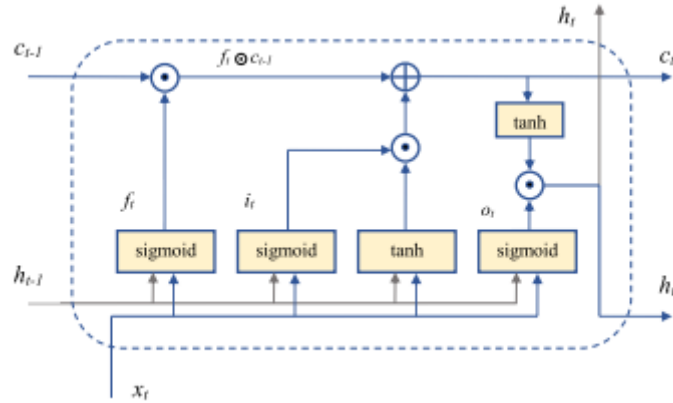 h_t
c_{t-1}
f_t ⊗ c_{t-1}
c_t
tanh
f_t
i_t
o_t
sigmoid
sigmoid
tanh
sigmoid
h_{t-1}
h_t
x_t